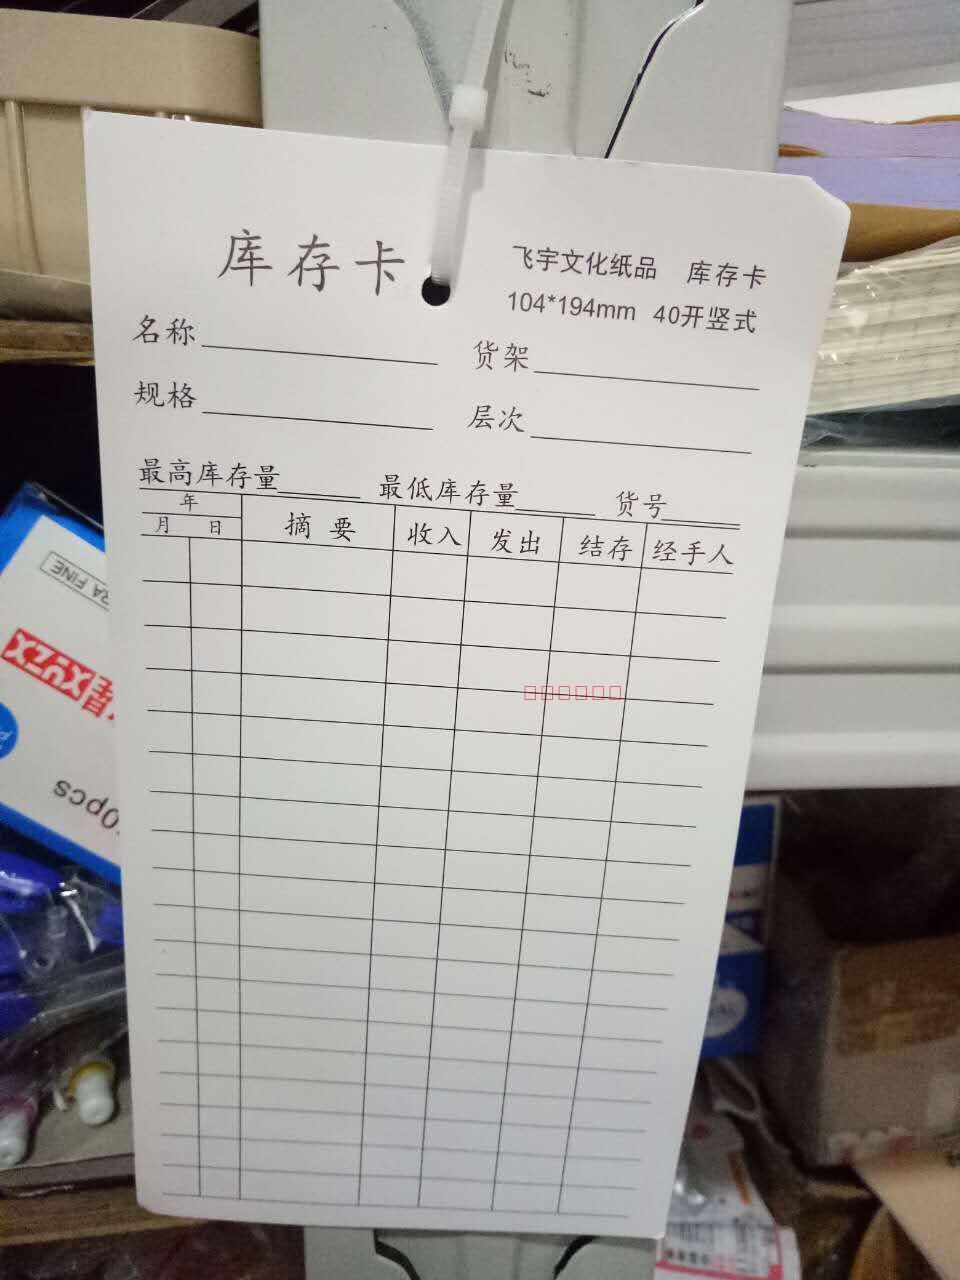 库存卡
飞宇文化纸品 库存卡
104*194mm 40开竖式
名称 货架
规格 层次
最高库存量 最低库存量 货号
年
月 日 摘要 收入 发出 结存 经手人
FINE
0pcs